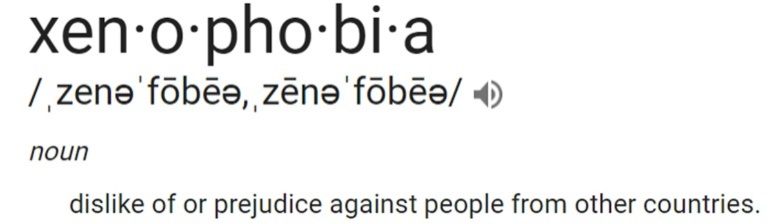 xen·o·pho·bi·a
/ˌzenəˈfōbēə,ˌzēnəˈfōbēə/
noun
dislike of or prejudice against people from other countries.